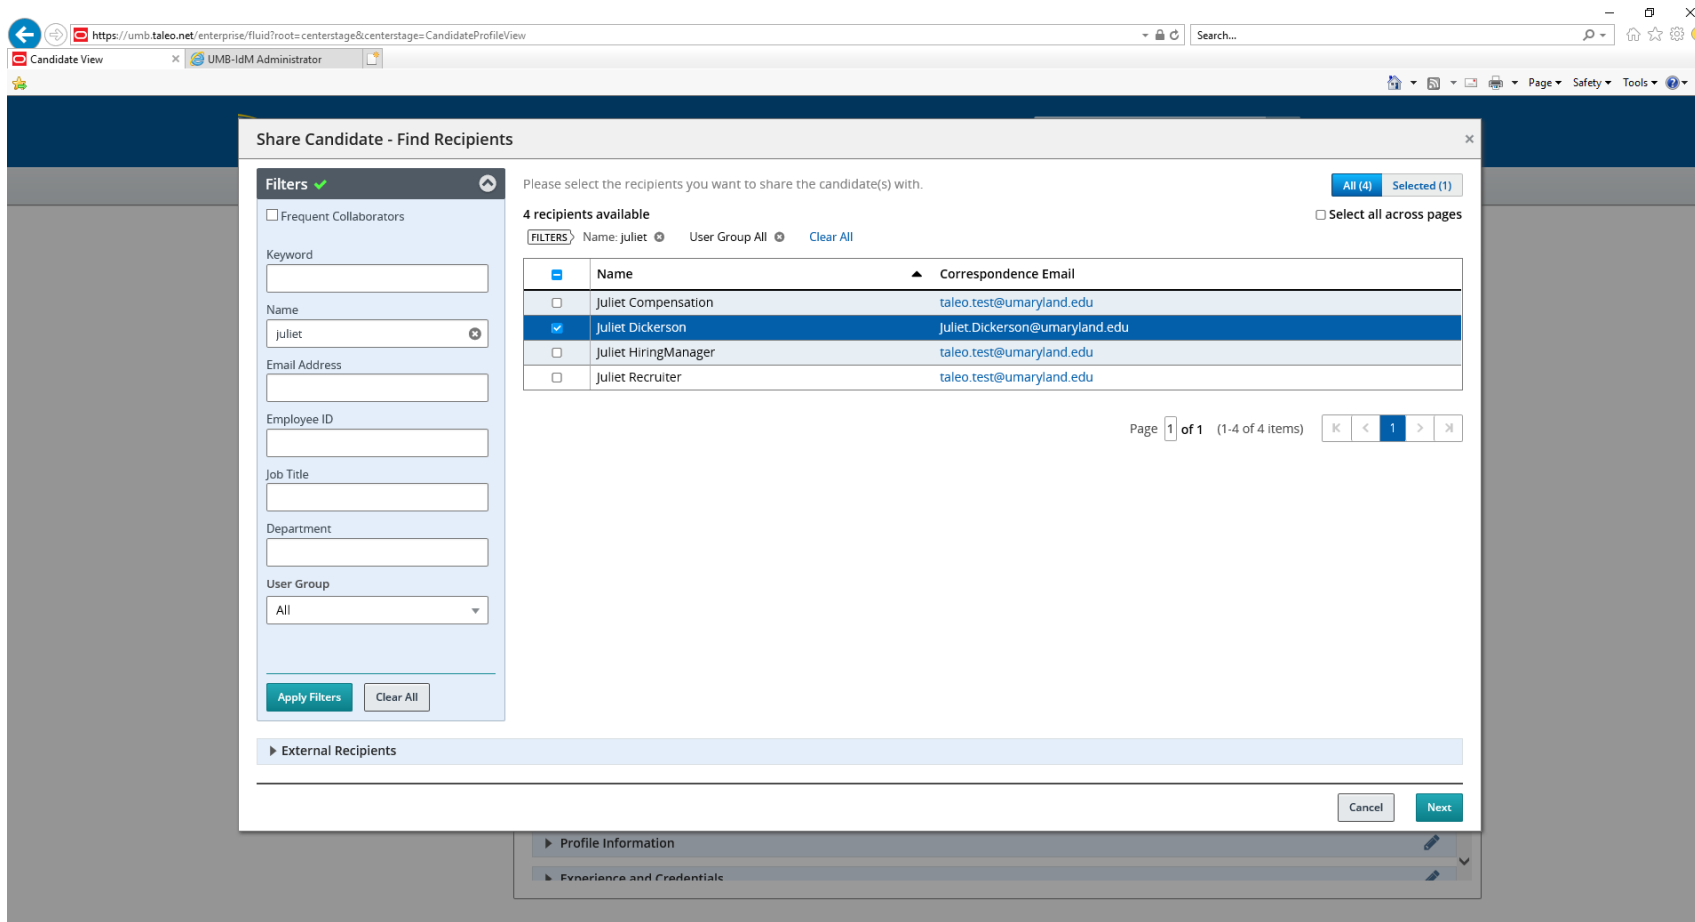 https://umb.taleo.net/enterprise/fluid?root=centerstage&centerstage=CandidateProfileView
Search...
Candidate View
UMB-IdM Administrator
Page
Safety
Tools
Share Candidate - Find Recipients
Filters
Frequent Collaborators
Keyword
Name
juliet
Email Address
Employee ID
Job Title
Department
User Group
All
Apply Filters
Clear All
Please select the recipients you want to share the candidate(s) with.
All (4)
Selected (1)
4 recipients available
Select all across pages
FILTERS Name: juliet User Group All Clear All
Name Correspondence Email
Juliet Compensation taleo.test@umaryland.edu
Juliet Dickerson Juliet.Dickerson@umaryland.edu
Juliet HiringManager taleo.test@umaryland.edu
Juliet Recruiter taleo.test@umaryland.edu
Page 1 of 1 (1-4 of 4 items) K < 1 > X
External Recipients
Cancel
Next
Profile Information
Experience and Credentials